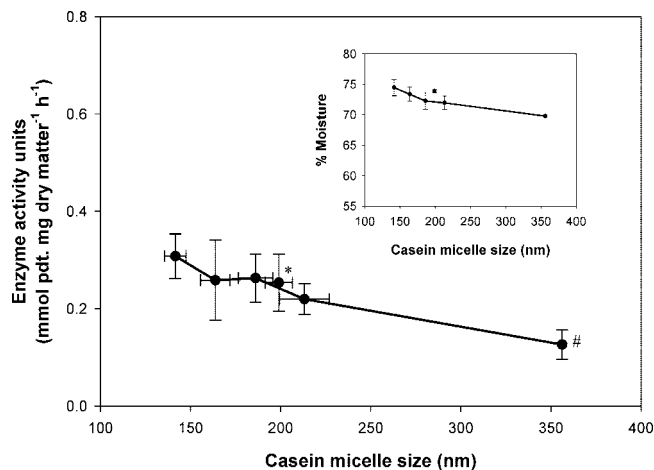 Enzyme activity units
(mmol pdt. mg dry matter⁻¹ h⁻¹)
0.8
0.6
0.4
0.2
0.0
100 150 200 250 300 350 400
Casein micelle size (nm)
*
#
% Moisture
80
75
70
65
60
55
100 150 200 250 300 350 400
Casein micelle size (nm)
*